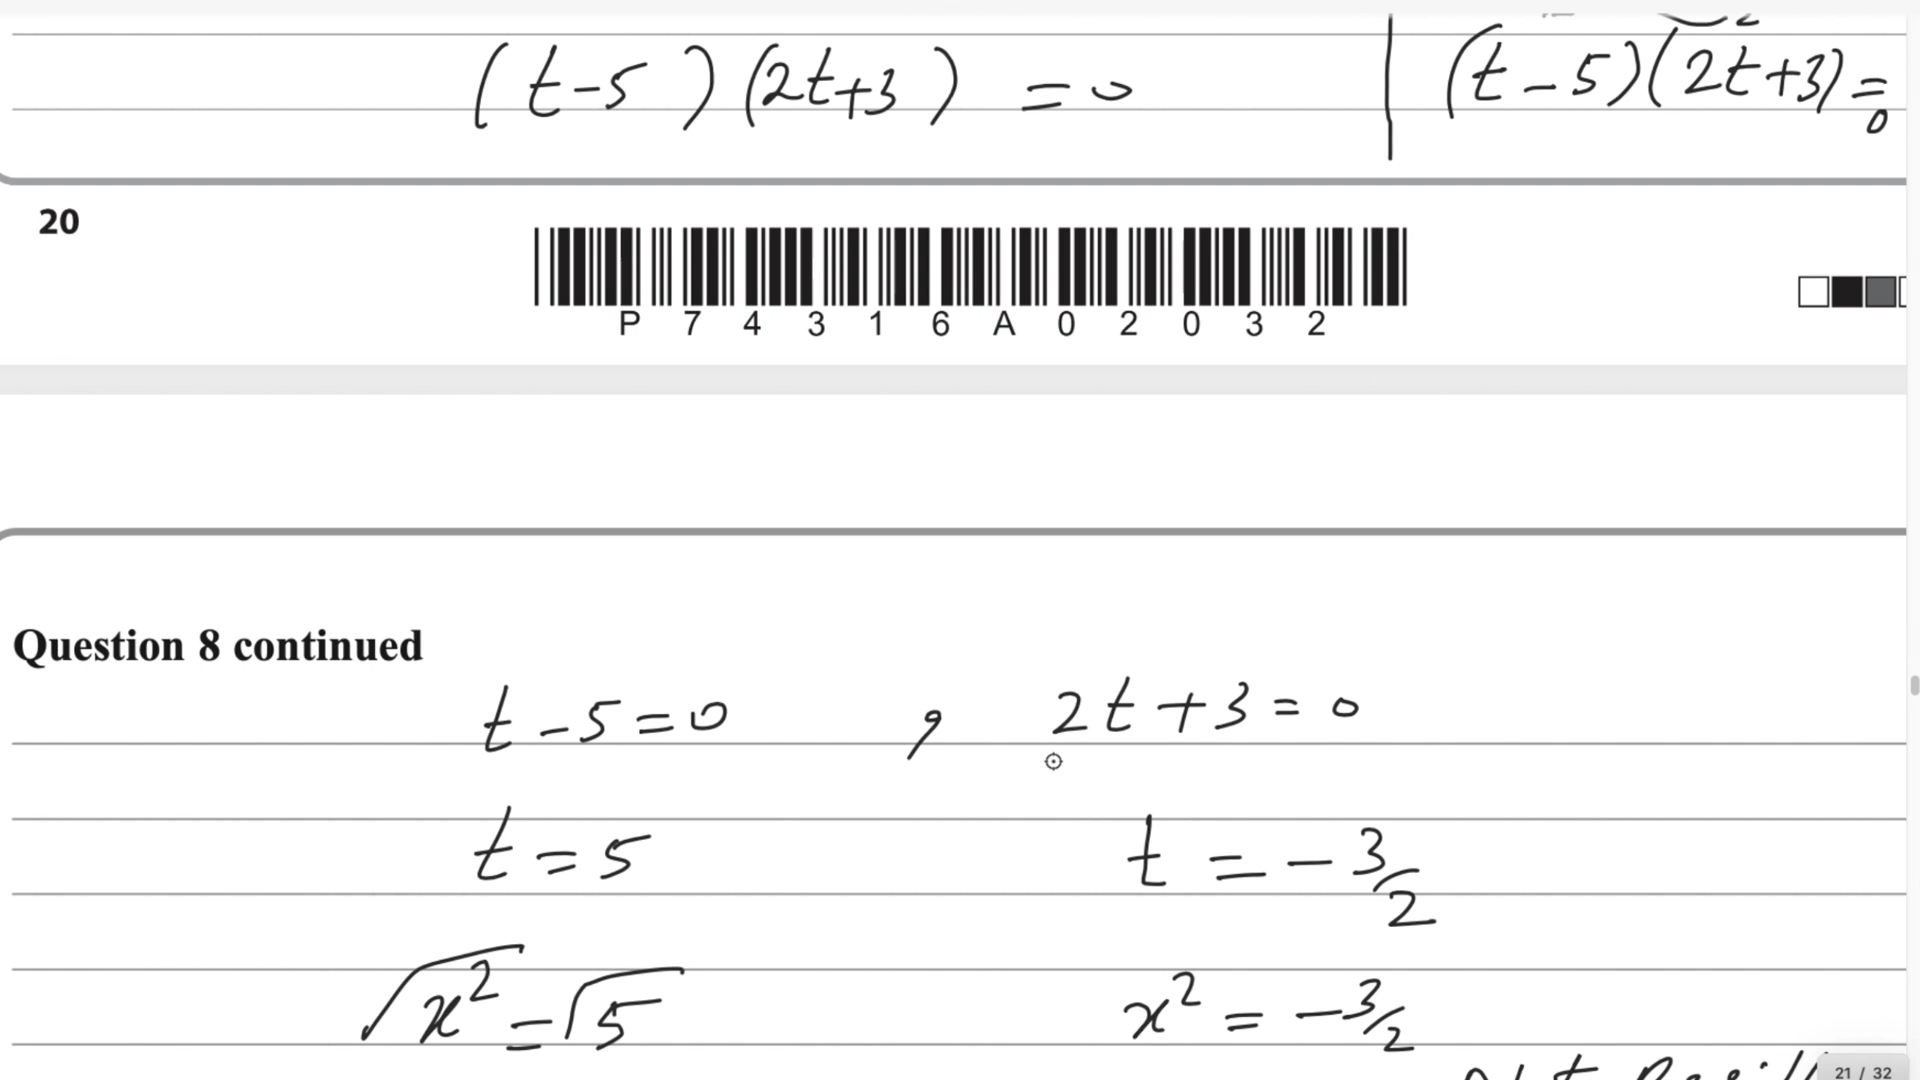 (t-5)(2t+3) = 0
(t-5)(2t+3) = 0
20
P 7 4 3 1 6 A 0 2 0 3 2
Question 8 continued
t-5=0 , 2t+3=0
t=5
t = -3/2
√x² = √5
x² = -3/2
21 / 32